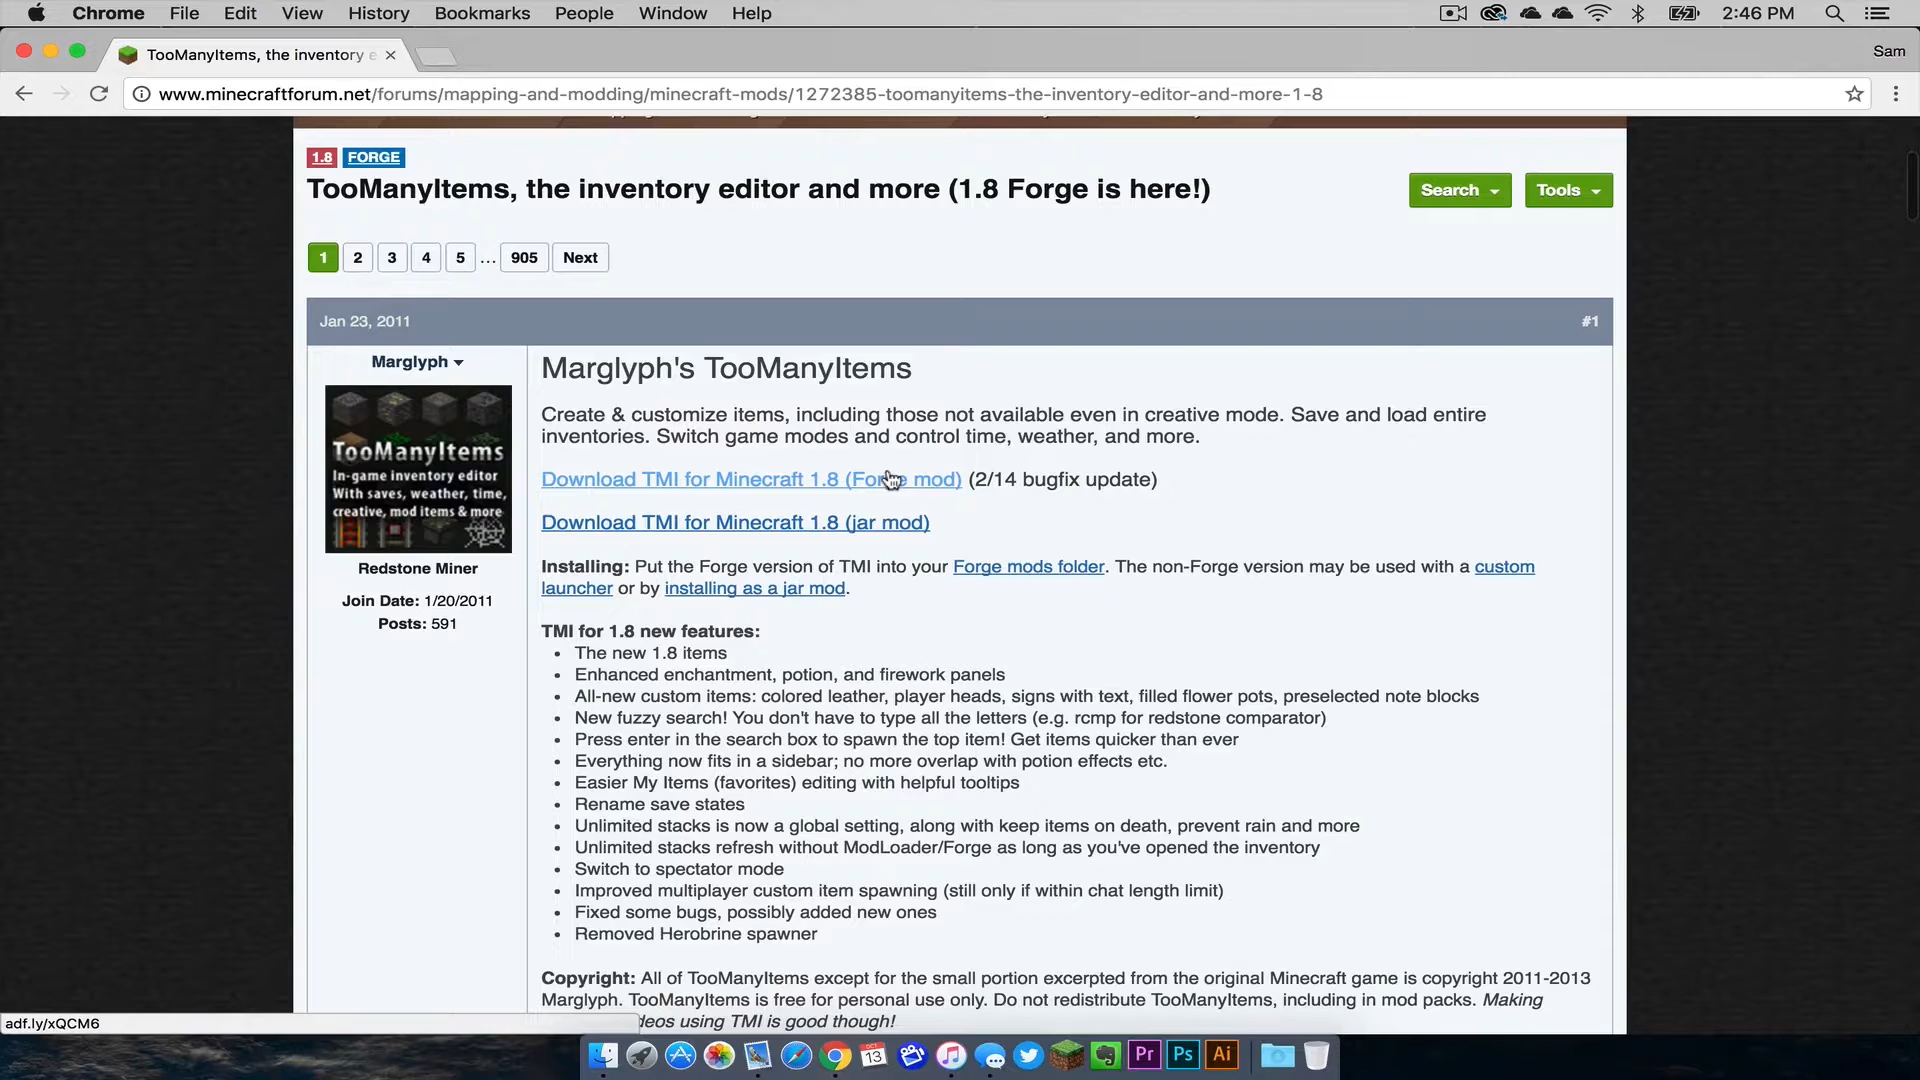 Chrome File Edit View History Bookmarks People Window Help 2:46 PM
TooManyItems, the inventory e Sam
www.minecraftforum.net/forums/mapping-and-modding/minecraft-mods/1272385-toomanyitems-the-inventory-editor-and-more-1-8
1.8 FORGE
TooManyItems, the inventory editor and more (1.8 Forge is here!)
Search Tools
1 2 3 4 5 ... 905 Next
Jan 23, 2011 #1
Marglyph
TooManyItems
In-game inventory editor
With saves, weather, time,
creative, mod items & more
Redstone Miner
Join Date: 1/20/2011
Posts: 591
Marglyph's TooManyItems
Create & customize items, including those not available even in creative mode. Save and load entire
inventories. Switch game modes and control time, weather, and more.
Download TMI for Minecraft 1.8 (Forge mod) (2/14 bugfix update)
Download TMI for Minecraft 1.8 (jar mod)
Installing: Put the Forge version of TMI into your Forge mods folder. The non-Forge version may be used with a custom
launcher or by installing as a jar mod.
TMI for 1.8 new features:
• The new 1.8 items
• Enhanced enchantment, potion, and firework panels
• All-new custom items: colored leather, player heads, signs with text, filled flower pots, preselected note blocks
• New fuzzy search! You don't have to type all the letters (e.g. rcmp for redstone comparator)
• Press enter in the search box to spawn the top item! Get items quicker than ever
• Everything now fits in a sidebar; no more overlap with potion effects etc.
• Easier My Items (favorites) editing with helpful tooltips
• Rename save states
• Unlimited stacks is now a global setting, along with keep items on death, prevent rain and more
• Unlimited stacks refresh without ModLoader/Forge as long as you've opened the inventory
• Switch to spectator mode
• Improved multiplayer custom item spawning (still only if within chat length limit)
• Fixed some bugs, possibly added new ones
• Removed Herobrine spawner
Copyright: All of TooManyItems except for the small portion excerpted from the original Minecraft game is copyright 2011-2013
Marglyph. TooManyItems is free for personal use only. Do not redistribute TooManyItems, including in mod packs. Making
deos using TMI is good though!
adf.ly/xQCM6
OCT
13
Pr Ps Ai